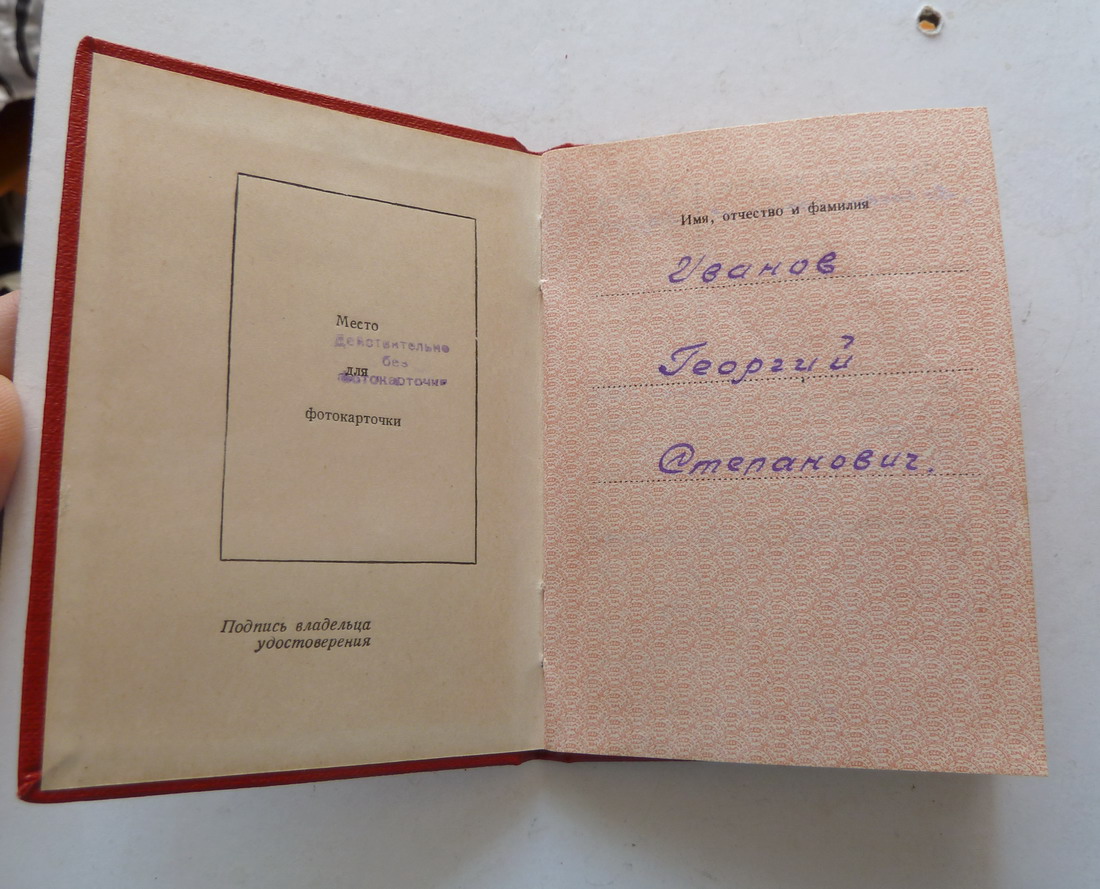 Место
Действительно
без
для
фотокарточки
фотокарточки
Подпись владельца
удостоверения
Имя, отчество и фамилия
Иванов
Георгий
Степанович.